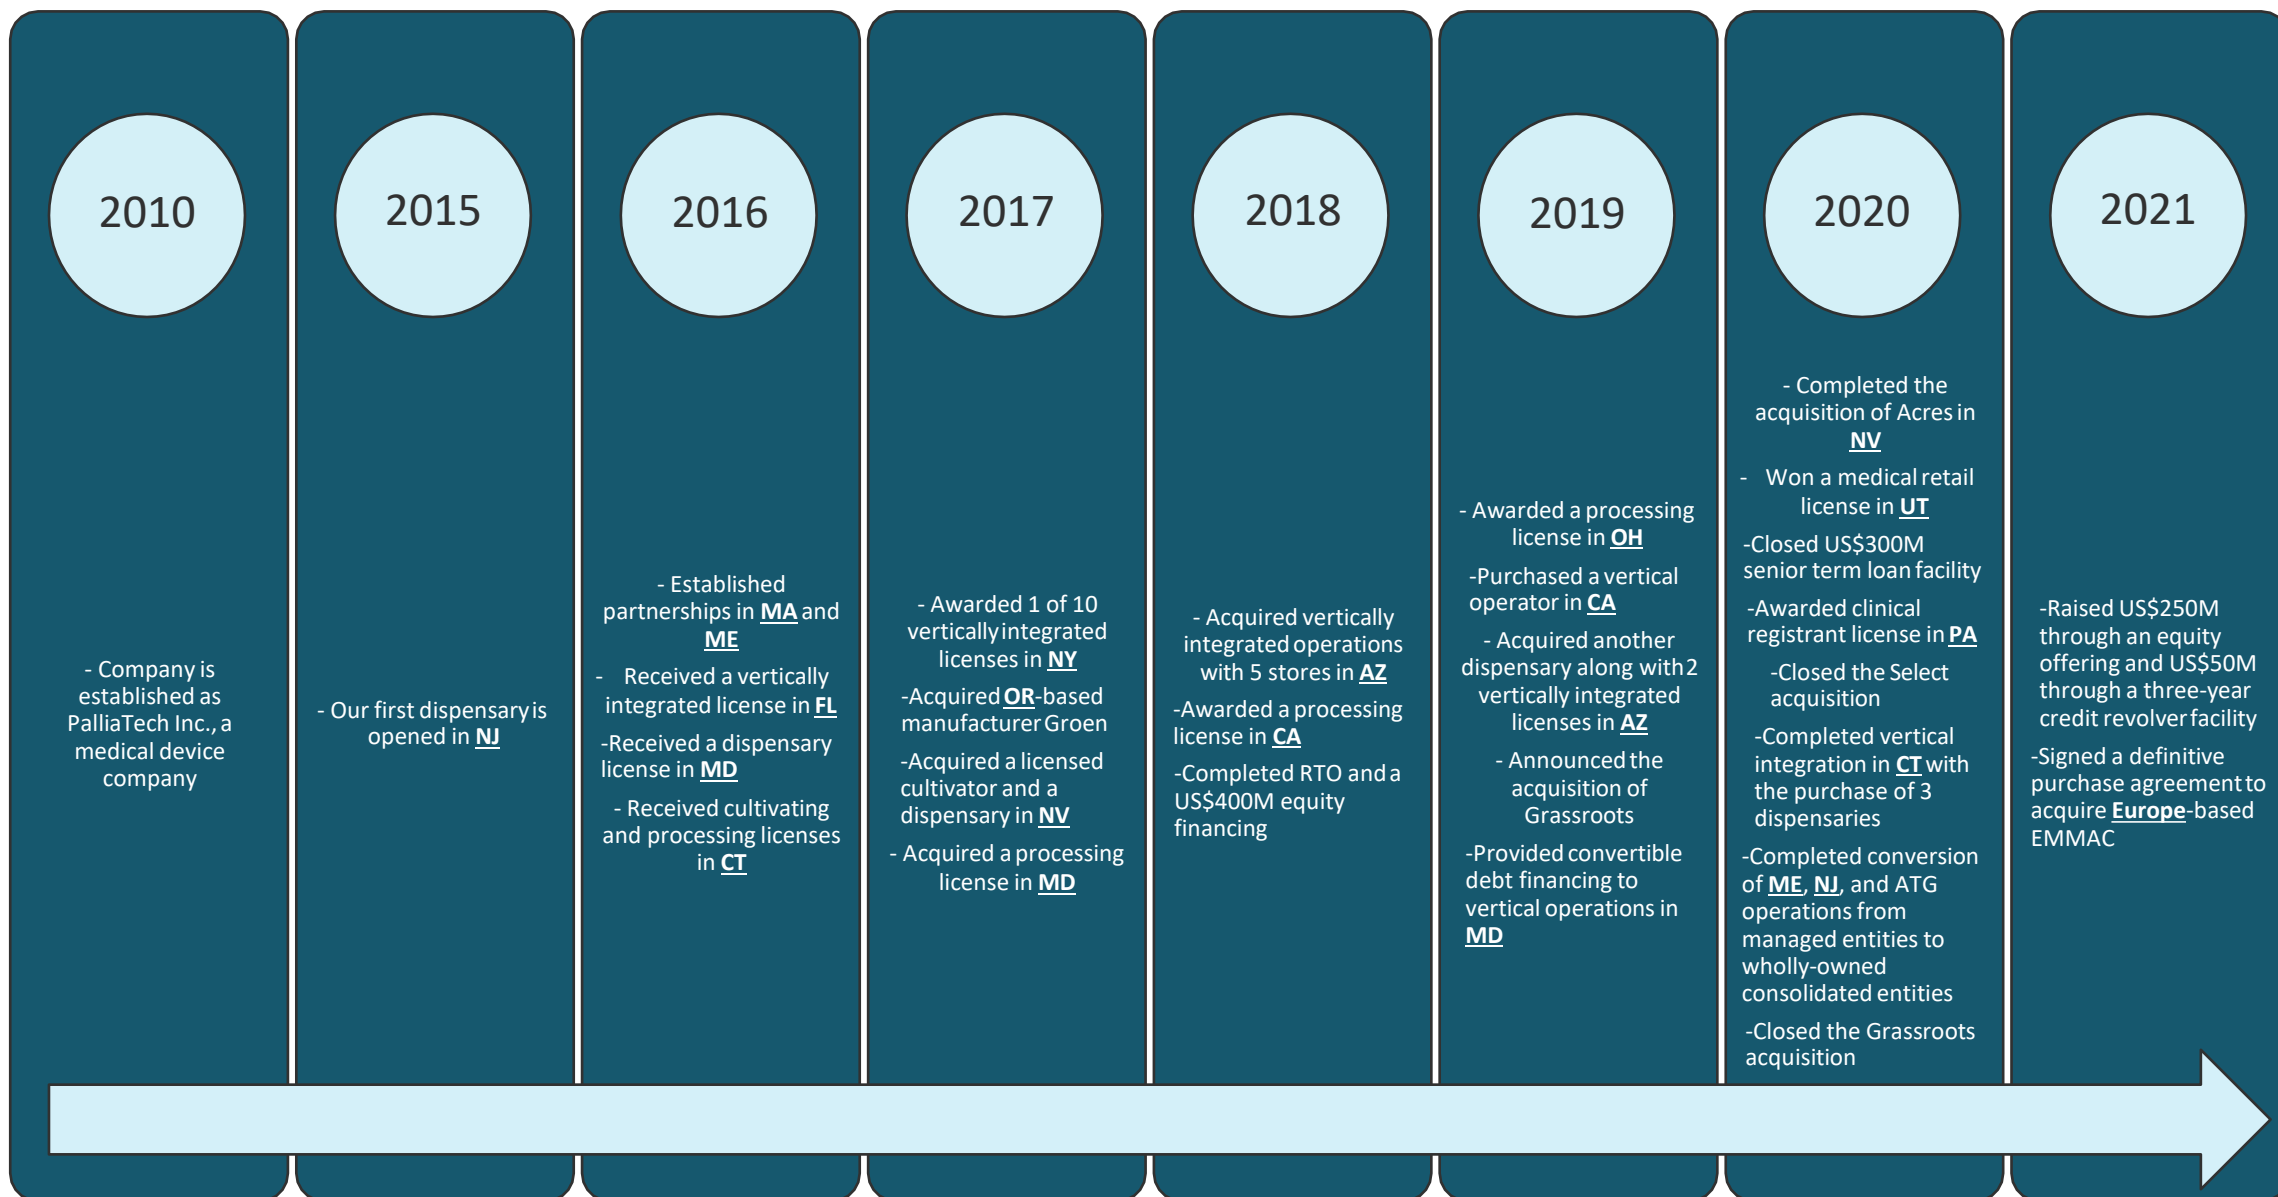 2010
- Company is
established as
PalliaTech Inc., a
medical device
company
2015
- Our first dispensary is
opened in NJ
2016
- Established
partnerships in MA and
ME
- Received a vertically
integrated license in FL
-Received a dispensary
license in MD
- Received cultivating
and processing licenses
in CT
2017
- Awarded 1 of 10
vertically integrated
licenses in NY
-Acquired OR-based
manufacturer Groen
-Acquired a licensed
cultivator and a
dispensary in NV
- Acquired a processing
license in MD
2018
- Acquired vertically
integrated operations
with 5 stores in AZ
-Awarded a processing
license in CA
-Completed RTO and a
US$400M equity
financing
2019
- Awarded a processing
license in OH
-Purchased a vertical
operator in CA
- Acquired another
dispensary along with 2
vertically integrated
licenses in AZ
- Announced the
acquisition of
Grassroots
-Provided convertible
debt financing to
vertical operations in
MD
2020
- Completed the
acquisition of Acres in
NV
- Won a medical retail
license in UT
-Closed US$300M
senior term loan facility
-Awarded clinical
registrant license in PA
-Closed the Select
acquisition
-Completed vertical
integration in CT with
the purchase of 3
dispensaries
-Completed conversion
of ME, NJ, and ATG
operations from
managed entities to
wholly-owned
consolidated entities
-Closed the Grassroots
acquisition
2021
-Raised US$250M
through an equity
offering and US$50M
through a three-year
credit revolver facility
-Signed a definitive
purchase agreement to
acquire Europe-based
EMMAC